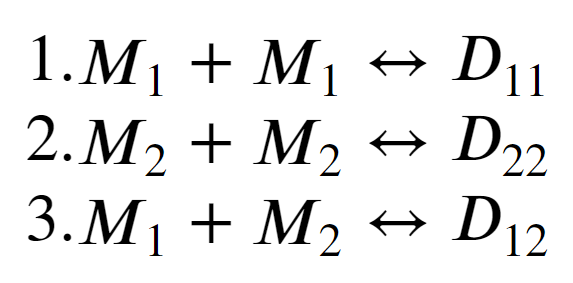 1. M₁ + M₁ ↔ D₁₁
2. M₂ + M₂ ↔ D₂₂
3. M₁ + M₂ ↔ D₁₂